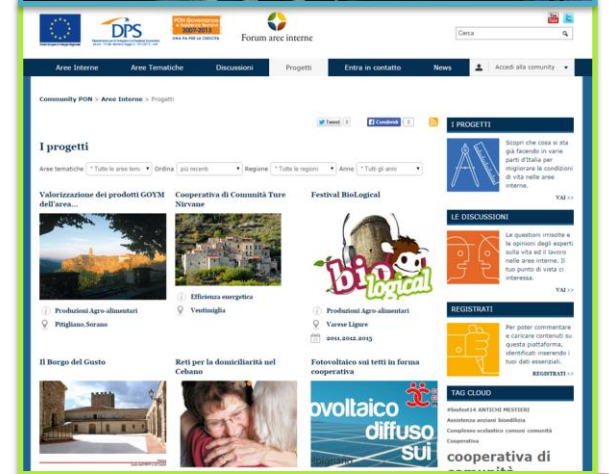 DPS
PON Governance
2007-2013
Forum aree interne
Cerca
Aree Interne Aree Tematiche Discussioni Progetti Entra in contatto News Accedi alla comunity
Community PON > Aree Interne > Progetti
Tweet Condividi
I progetti
Aree tematiche * Tutte le aree tem. Ordina più recenti Regione * Tutte le regioni Anno * Tutti gli anni
Valorizzazione dei prodotti GOYM
dell'area...
Produzioni Agro-alimentari
Pitigliano,Sorano
Cooperativa di Comunità Ture
Nirvane
Efficienza energetica
Ventimiglia
Festival BioLogical
bio
logical
Produzioni Agro-alimentari
Varese Ligure
2011,2012,2015
Il Borgo del Gusto
Reti per la domiciliarità nel
Cebano
Fotovoltaico sui tetti in forma
cooperativa
ovoltaico
diffuso
sui
I PROGETTI
Scopri che cosa si sta
già facendo in varie
parti d'Italia per
migliorare le condizioni
di vita nelle aree
interne.
VAI >>
LE DISCUSSIONI
Le questioni irrisolte e
le opinioni degli esperti
sulla vita ed il lavoro
nelle aree interne. Il
tuo punto di vista ci
interessa.
VAI >>
REGISTRATI
Per poter commentare
e caricare contenuti su
questa piattaforma,
identificati inserendo i
tuoi dati essenziali.
REGISTRATI >>
TAG CLOUD
#biofest14 ANTICHI MESTIERI
Assistenza anziani bioedilizia
Complesso scolastico comuni comunità
Cooperativa
cooperativa di
comunità